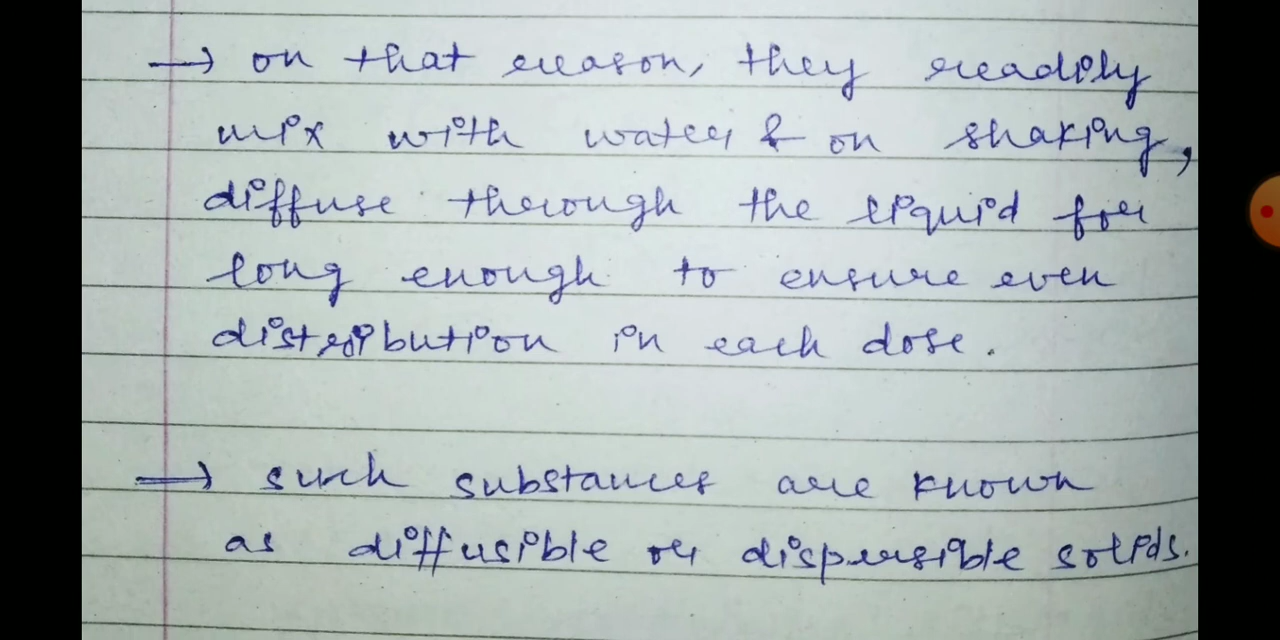 → on that reason, they readily
mix with water & on shaking,
diffuse through the liquid for
long enough to ensure even
distribution in each dose.
→ such substances are known
as diffusible or dispersible solids.